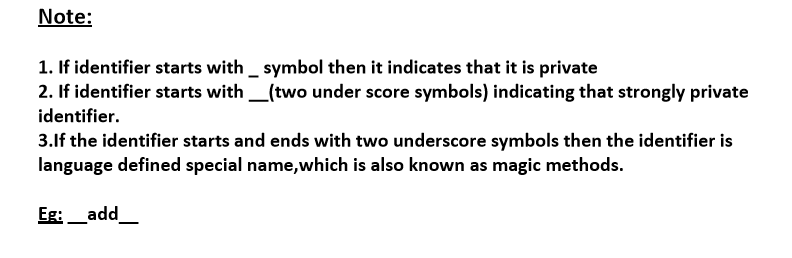 Note:
1. If identifier starts with _ symbol then it indicates that it is private
2. If identifier starts with __(two under score symbols) indicating that strongly private
identifier.
3.If the identifier starts and ends with two underscore symbols then the identifier is
language defined special name,which is also known as magic methods.
Eg: __add__